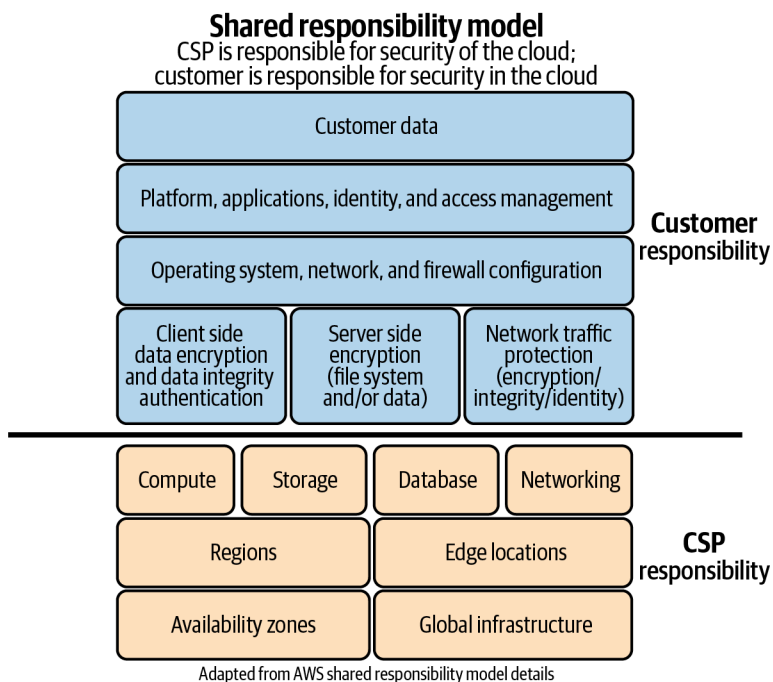 Shared responsibility model
CSP is responsible for security of the cloud;
customer is responsible for security in the cloud
Customer data
Platform, applications, identity, and access management
Operating system, network, and firewall configuration
Customer
responsibility
Client side
data encryption
and data integrity
authentication
Server side
encryption
(file system
and/or data)
Network traffic
protection
(encryption/
integrity/identity)
Compute
Storage
Database
Networking
Regions
Edge locations
CSP
responsibility
Availability zones
Global infrastructure
Adapted from AWS shared responsibility model details